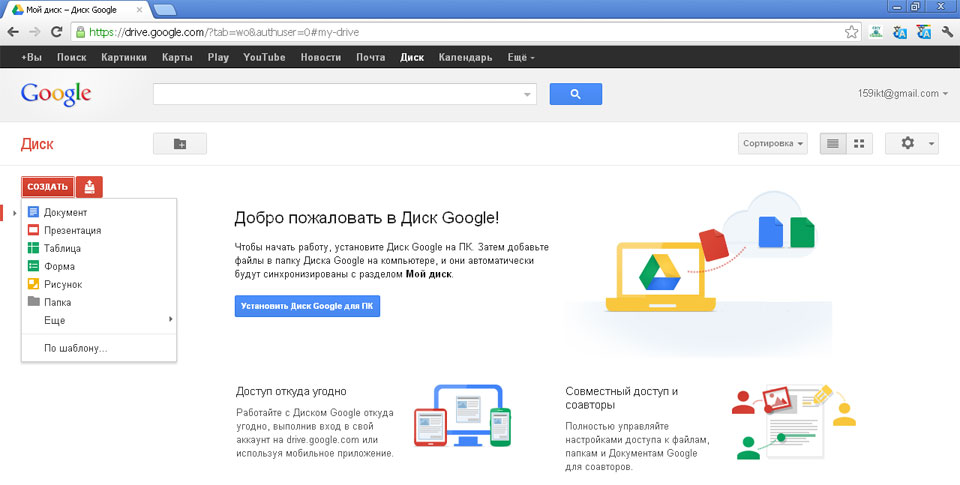 Мой диск – Диск Google
https://drive.google.com/?tab=wo&authuser=0#my-drive
+Вы Поиск Картинки Карты Play YouTube Новости Почта Диск Календарь Ещё
Google
159ikt@gmail.com
Диск
Сортировка
СОЗДАТЬ
Документ
Презентация
Таблица
Форма
Рисунок
Папка
Еще
По шаблону...
Добро пожаловать в Диск Google!
Чтобы начать работу, установите Диск Google на ПК. Затем добавьте
файлы в папку Диска Google на компьютере, и они автоматически
будут синхронизированы с разделом Мой диск.
Установить Диск Google для ПК
Доступ откуда угодно
Работайте с Диском Google откуда
угодно, выполнив вход в свой
аккаунт на drive.google.com или
используя мобильное приложение.
Совместный доступ и
соавторы
Полностью управляйте
настройками доступа к файлам,
папкам и Документам Google
для соавторов.